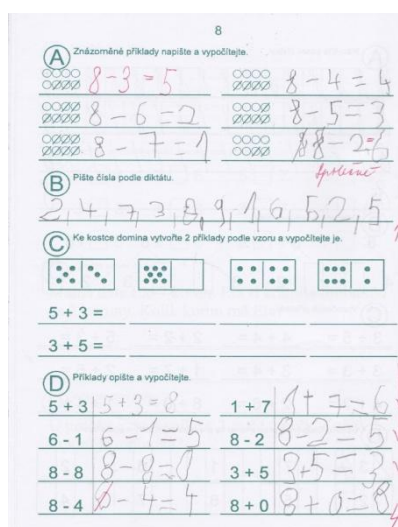 8
A Znázorněné příklady napište a vypočítejte.
8-3=5 8-4=4
8-6=2 8-5=3
8-7=1 88-2=6
Společně
B Pište čísla podle diktátu.
2, 4, 7, 3, 8, 9, 1, 6, 5, 2, 5
C Ke kostce domina vytvořte 2 příklady podle vzoru a vypočítejte je.
5 + 3 =
3 + 5 =
D Příklady opište a vypočítejte.
5 + 3 5+3=8 1 + 7 1+7=6
6 - 1 6-1=5 8 - 2 8-2=5
8 - 8 8-8=0 3 + 5 3+5=3
8 - 4 8-4=4 8 + 0 8+0=8